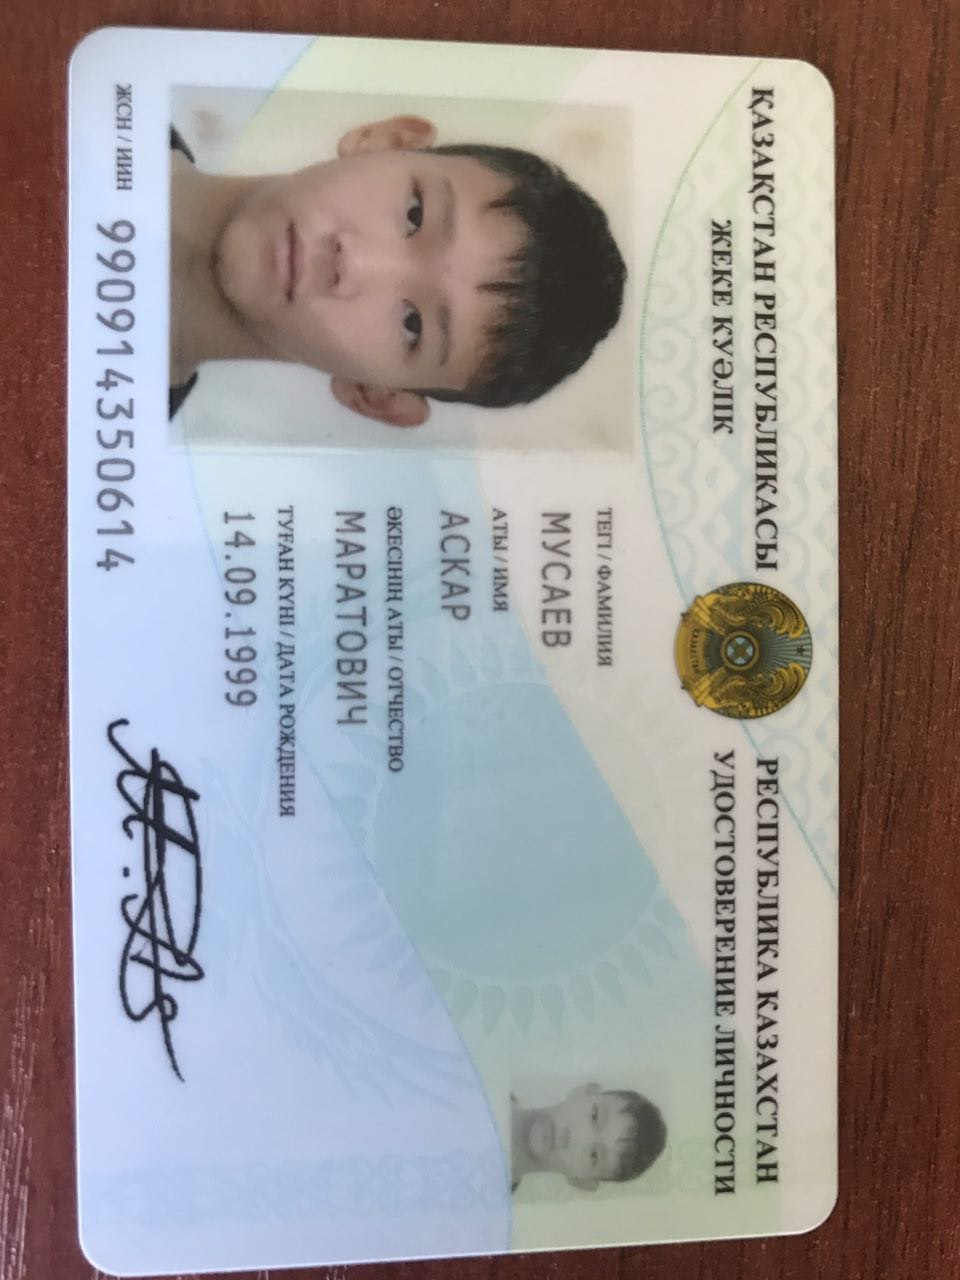 ҚАЗАҚСТАН РЕСПУБЛИКАСЫ
ЖЕКЕ КУӘЛІК
РЕСПУБЛИКА КАЗАХСТАН
УДОСТОВЕРЕНИЕ ЛИЧНОСТИ
ТЕГІ / ФАМИЛИЯ
МУСАЕВ
АТЫ / ИМЯ
АСКАР
ӘКЕСІНІҢ АТЫ / ОТЧЕСТВО
МАРАТОВИЧ
ТУҒАН КҮНІ / ДАТА РОЖДЕНИЯ
14.09.1999
ЖСН / ИИН 990914350614